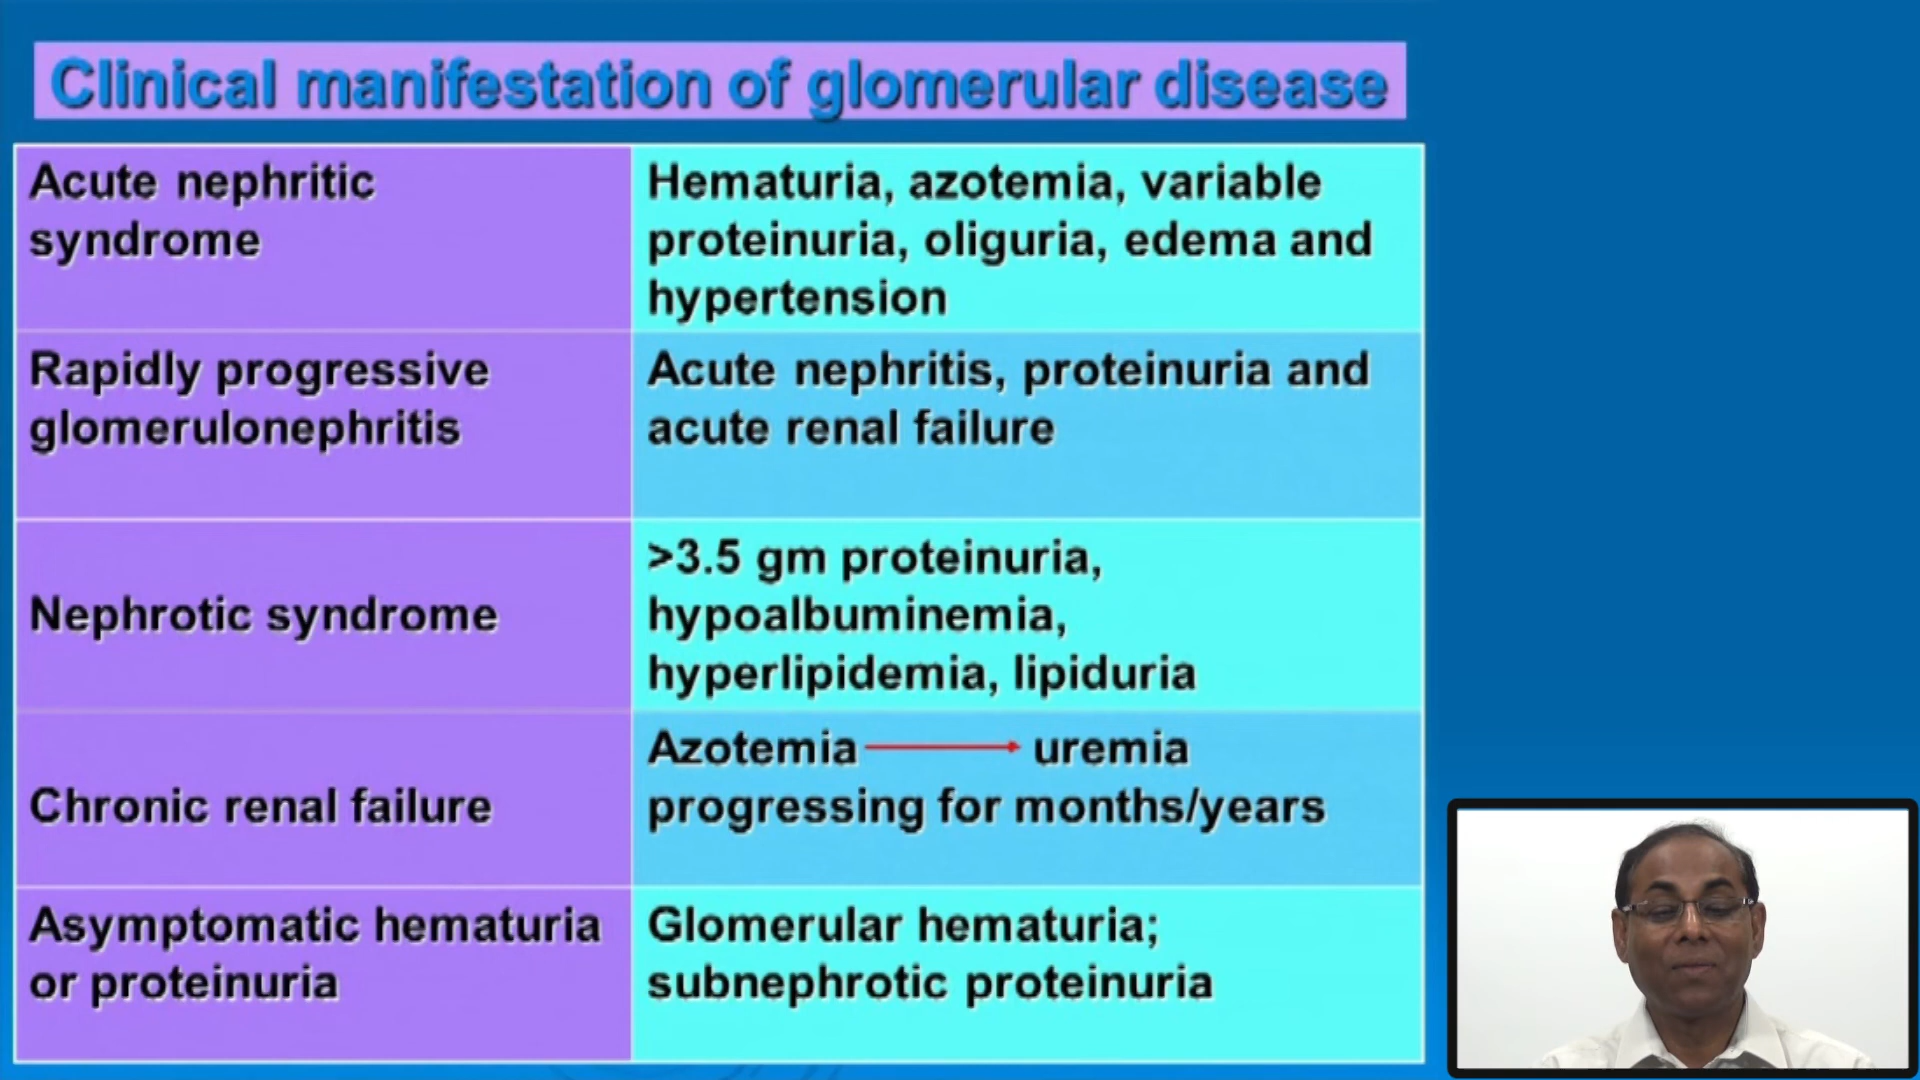 Clinical manifestation of glomerular disease
Acute nephritic
syndrome
Hematuria, azotemia, variable
proteinuria, oliguria, edema and
hypertension
Rapidly progressive
glomerulonephritis
Acute nephritis, proteinuria and
acute renal failure
Nephrotic syndrome
>3.5 gm proteinuria,
hypoalbuminemia,
hyperlipidemia, lipiduria
Chronic renal failure
Azotemia → uremia
progressing for months/years
Asymptomatic hematuria
or proteinuria
Glomerular hematuria;
subnephrotic proteinuria